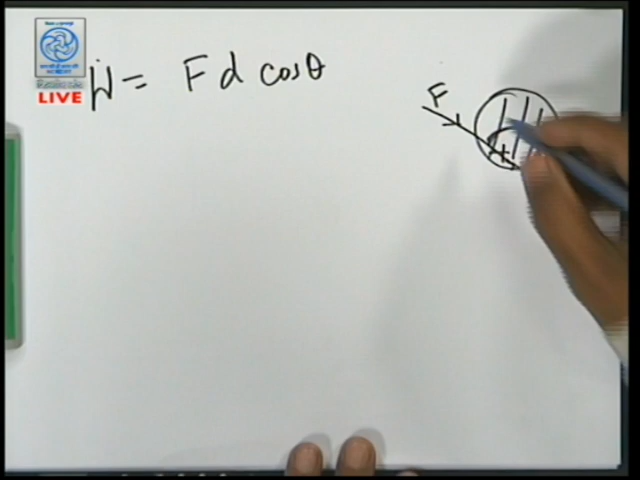 LIVE
W = F d cosθ
F